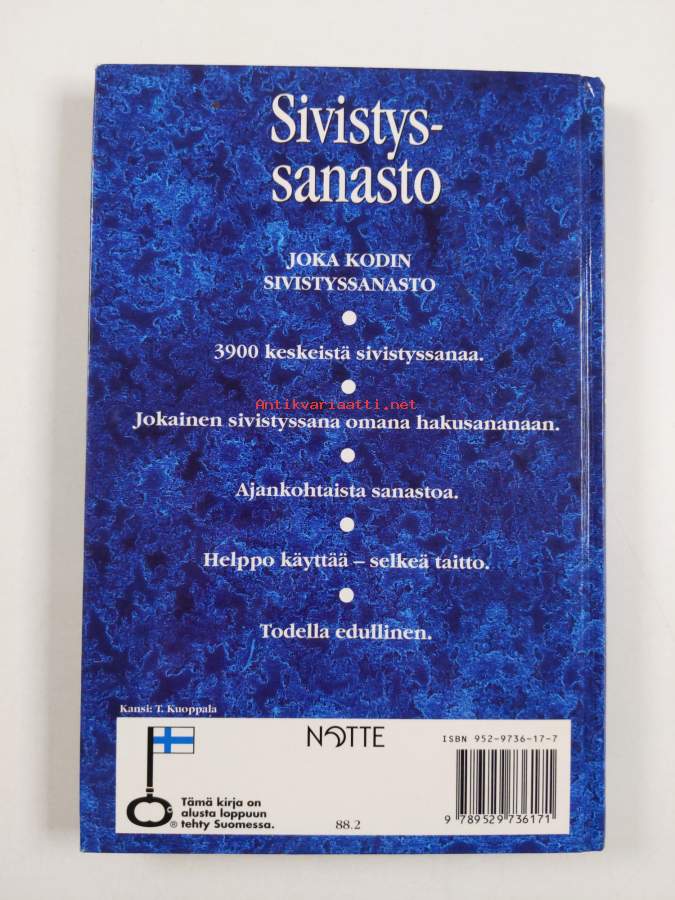 Sivistys-
sanasto
JOKA KODIN
SIVISTYSSANASTO
3900 keskeistä sivistyssanaa.
Antikvariaatti.net
Jokainen sivistyssana omana hakusananaan.
Ajankohtaista sanastoa.
Helppo käyttää – selkeä taitto.
Todella edullinen.
Kansi: T. Kuoppala
NOTTE
ISBN 952-9736-17-7
Tämä kirja on
alusta loppuun
® tehty Suomessa.
88.2
9 789529 736171